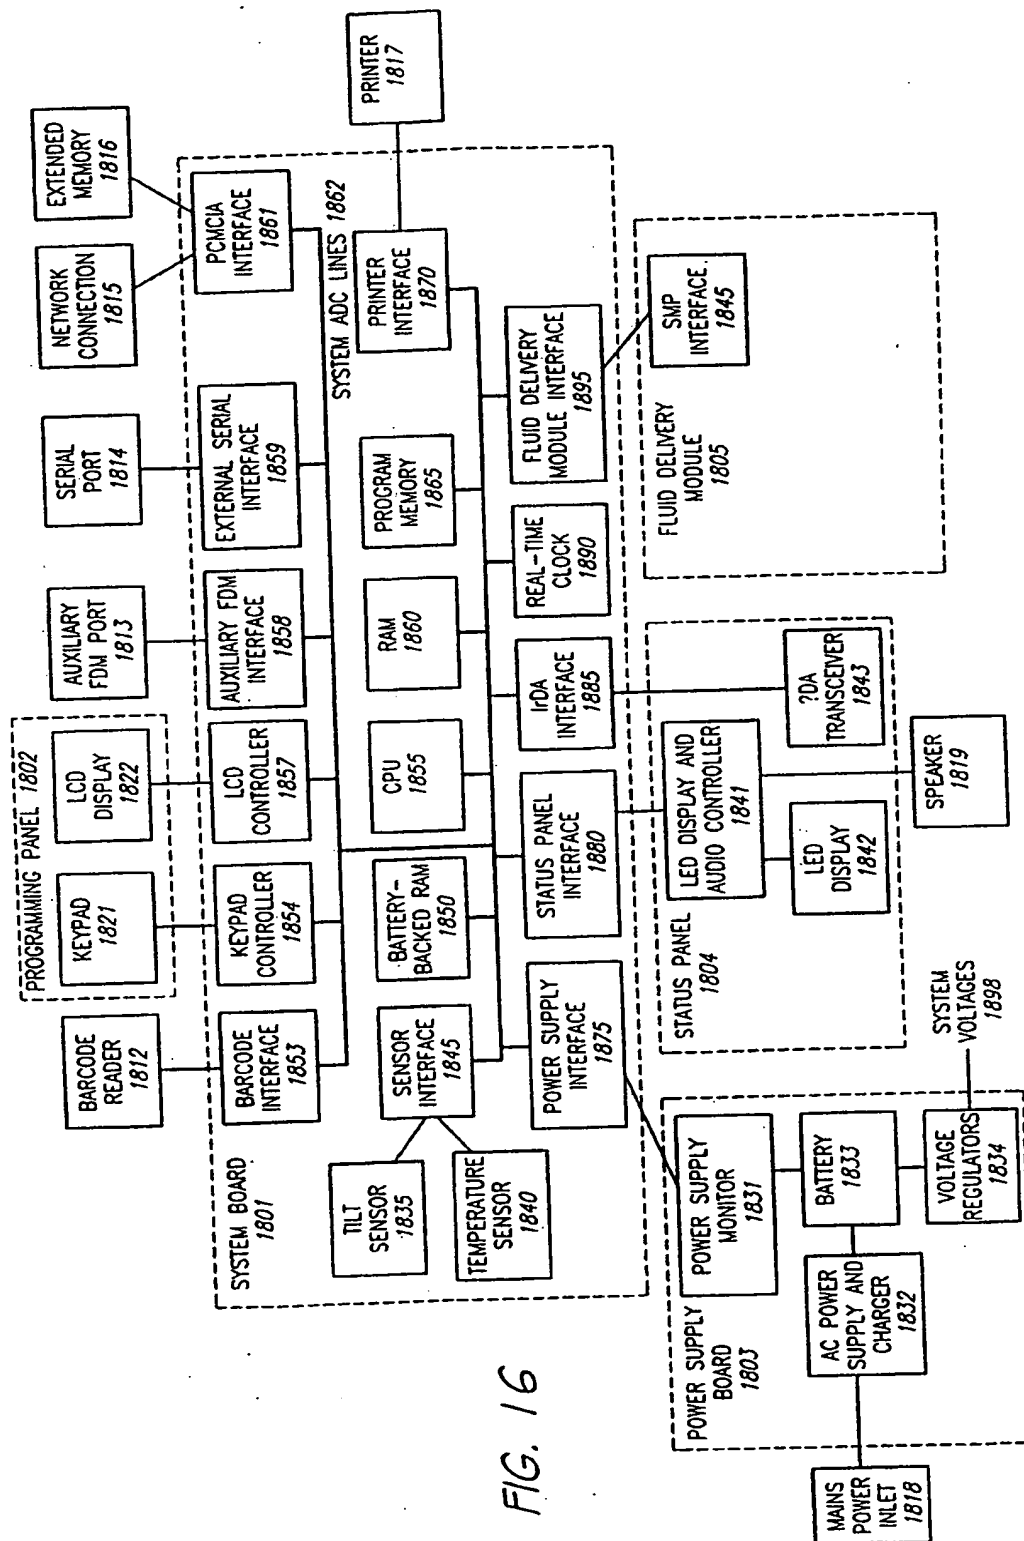 PROGRAMMING PANEL 1802
BARCODE
READER
1812
KEYPAD
1821
LCD
DISPLAY
1822
AUXILIARY
FDM PORT
1813
SERIAL
PORT
1814
NETWORK
CONNECTION
1815
EXTENDED
MEMORY
1816
SYSTEM BOARD
1801
BARCODE
INTERFACE
1853
KEYPAD
CONTROLLER
1854
LCD
CONTROLLER
1857
AUXILIARY FDM
INTERFACE
1858
EXTERNAL SERIAL
INTERFACE
1859
PCMCIA
INTERFACE
1861
SYSTEM ADC LINES 1862
TILT
SENSOR
1835
TEMPERATURE
SENSOR
1840
SENSOR
INTERFACE
1845
BATTERY-
BACKED RAM
1850
CPU
1855
RAM
1860
PROGRAM
MEMORY
1865
PRINTER
INTERFACE
1870
PRINTER
1817
POWER SUPPLY
INTERFACE
1875
STATUS PANEL
INTERFACE
1880
IrDA
INTERFACE
1885
REAL-TIME
CLOCK
1890
FLUID DELIVERY
MODULE INTERFACE
1895
POWER SUPPLY
BOARD
1803
POWER SUPPLY
MONITOR
1831
BATTERY
1833
AC POWER
SUPPLY AND
CHARGER
1832
VOLTAGE
REGULATORS
1834
MAINS
POWER
INLET
1818
SYSTEM
VOLTAGES
1898
STATUS PANEL
1804
LED DISPLAY AND
AUDIO CONTROLLER
1841
LED
DISPLAY
1842
?DA
TRANSCEIVER
1843
SPEAKER
1819
FLUID DELIVERY
MODULE
1805
SMP
INTERFACE
1845
FIG. 16